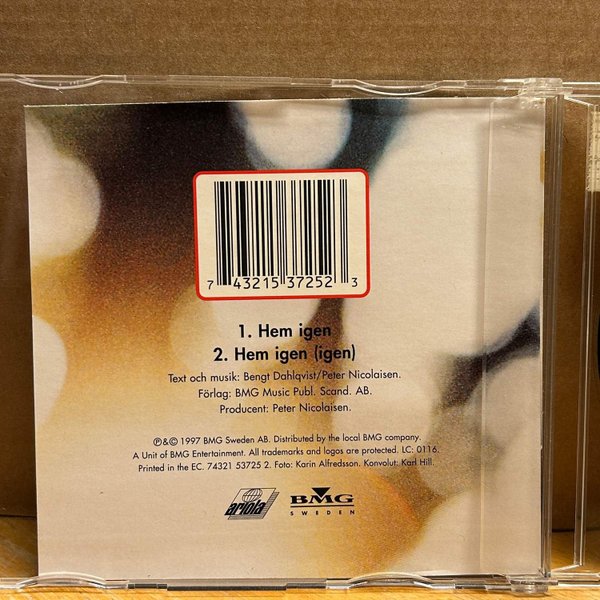 7 43215 37252 3
1. Hem igen
2. Hem igen (igen)
Text och musik: Bengt Dahlqvist/Peter Nicolaisen.
Förlag: BMG Music Publ. Scand. AB.
Producent: Peter Nicolaisen.
℗&© 1997 BMG Sweden AB. Distributed by the local BMG company.
A Unit of BMG Entertainment. All trademarks and logos are protected. LC: 0116.
Printed in the EC. 74321 53725 2. Foto: Karin Alfredsson. Konvolut: Karl Hill.
ariola
BMG
SWEDEN